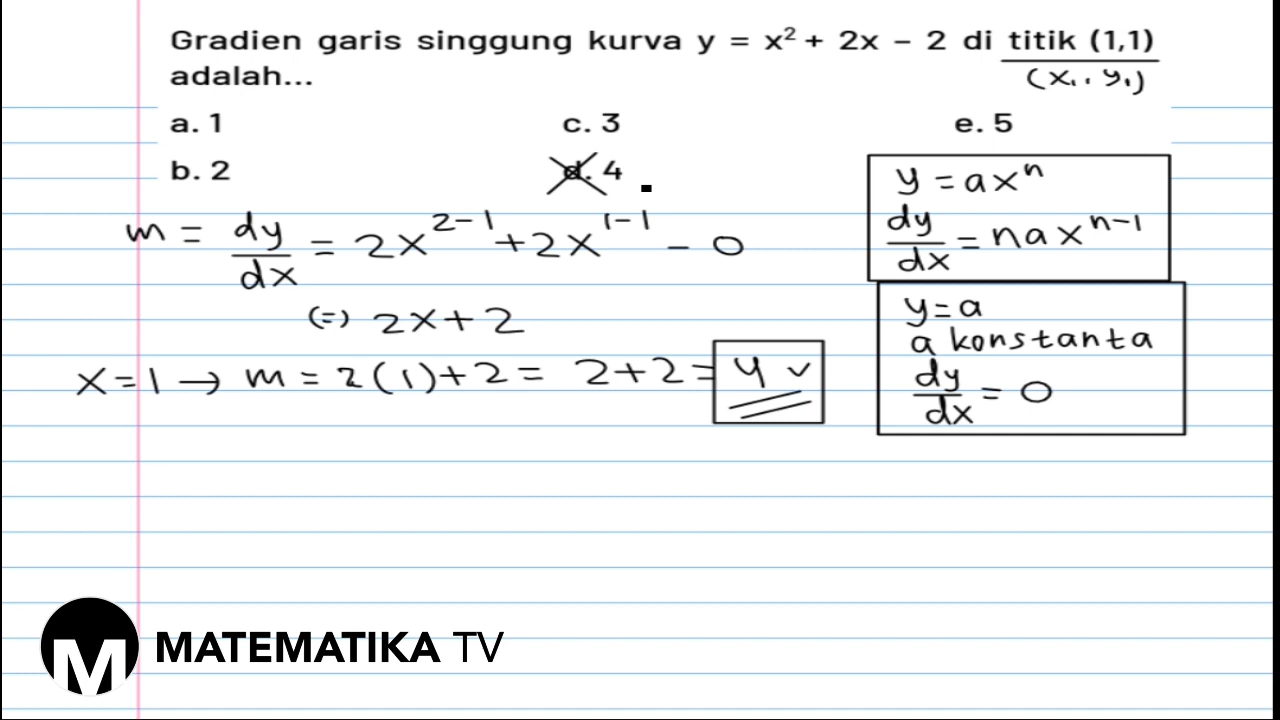 Gradien garis singgung kurva y = x² + 2x – 2 di titik (1,1)
adalah...
(x₁, y₁)
a. 1
c. 3
e. 5
b. 2
d. 4
y = axⁿ
dy/dx = naxⁿ⁻¹
m = dy/dx = 2x²⁻¹ + 2x¹⁻¹ – 0
(=) 2x + 2
x = 1 → m = 2(1) + 2 = 2 + 2 = 4 ✓
y = a
a konstanta
dy/dx = 0
M MATEMATIKA TV